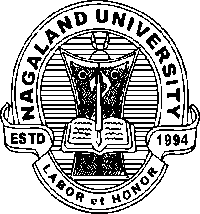 NAGALAND UNIVERSITY
ESTD 1994
LABOR et HONOR